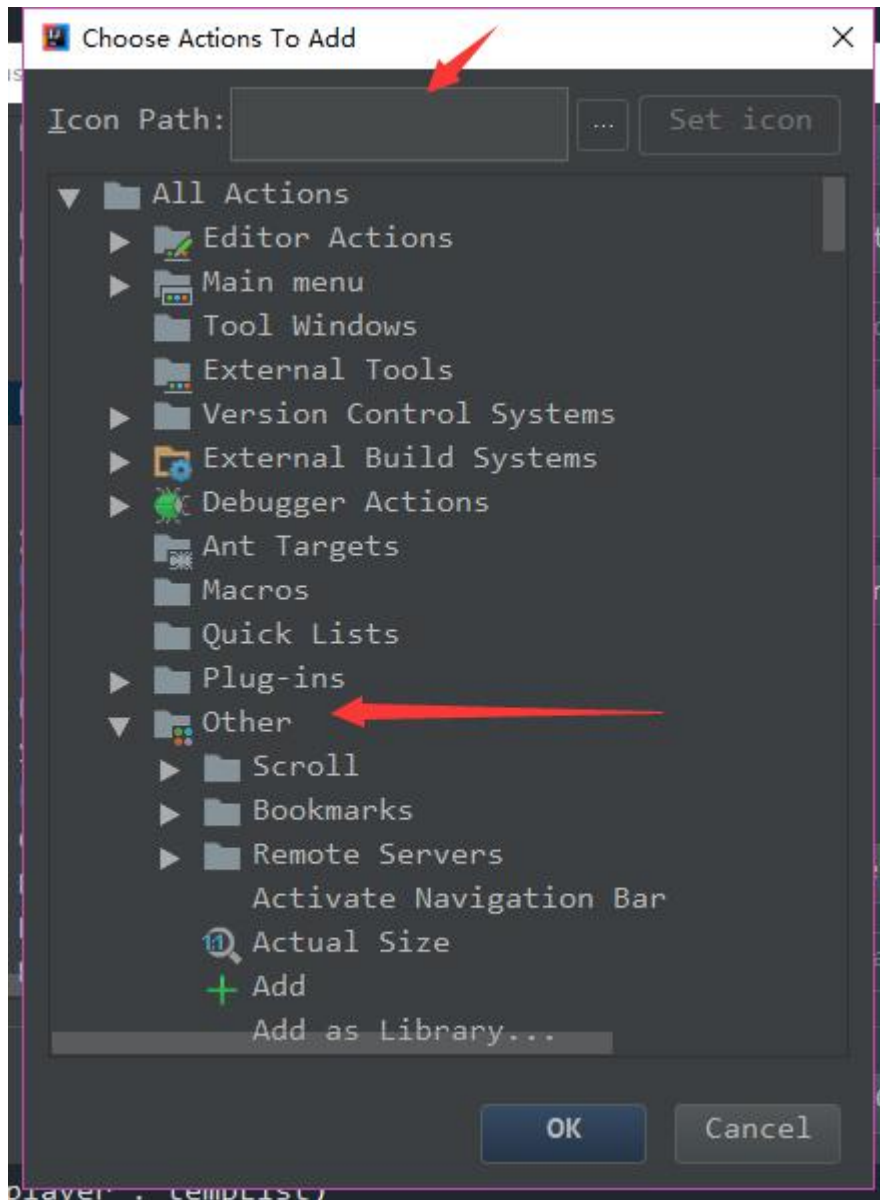 Choose Actions To Add
Icon Path:
...
Set icon
All Actions
Editor Actions
Main menu
Tool Windows
External Tools
Version Control Systems
External Build Systems
Debugger Actions
Ant Targets
Macros
Quick Lists
Plug-ins
Other
Scroll
Bookmarks
Remote Servers
Activate Navigation Bar
1:1 Actual Size
Add
Add as Library...
OK
Cancel